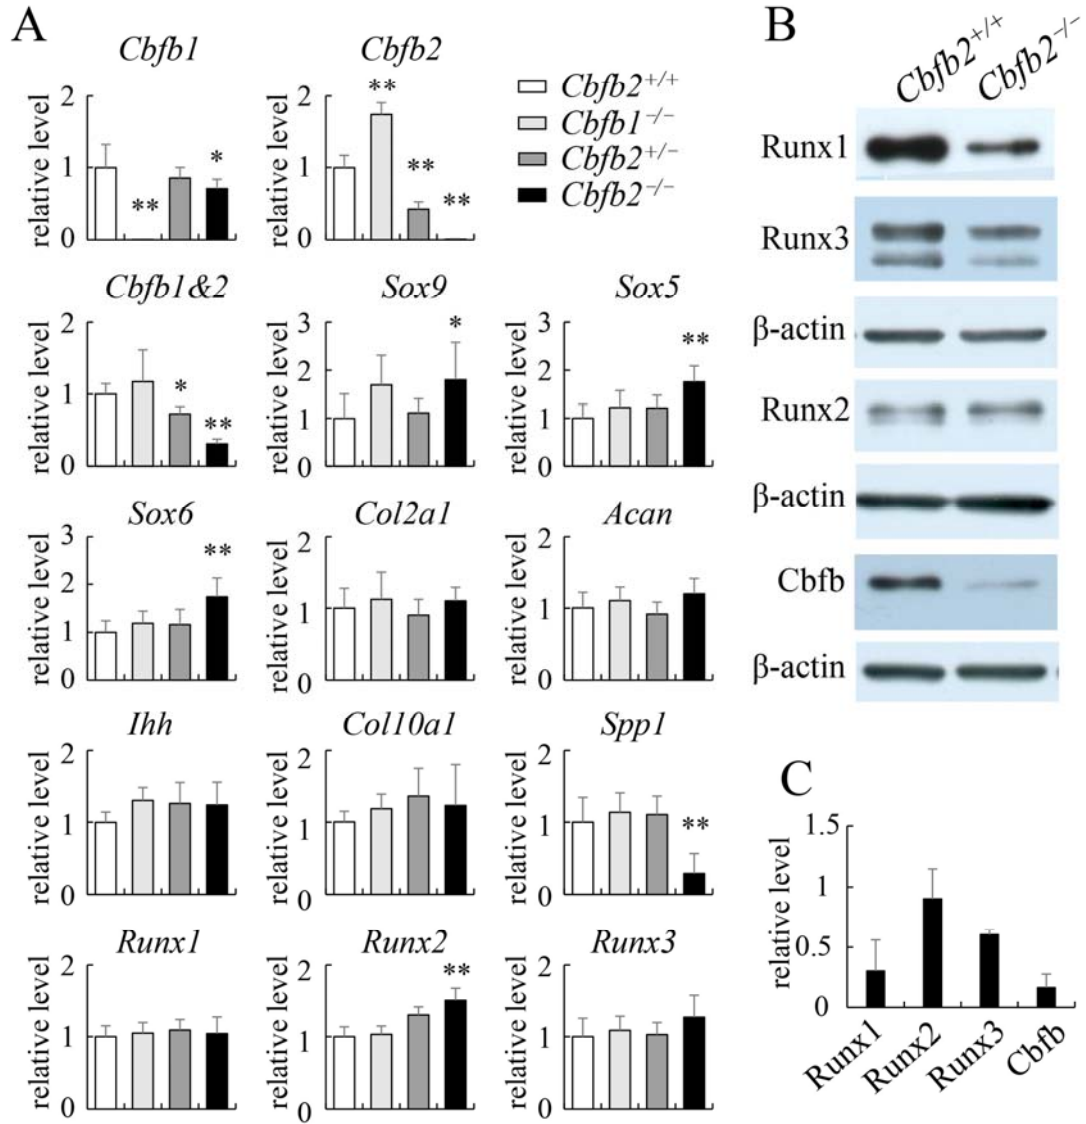 A
Cbfb1
relative level
2
1
0
**
*
Cbfb2
relative level
2
1
0
**
**
**
Cbfb2+/+
Cbfb1−/−
Cbfb2+/−
Cbfb2−/−
Cbfb1&2
relative level
2
1
0
*
**
Sox9
relative level
3
2
1
0
*
Sox5
relative level
3
2
1
0
**
Sox6
relative level
3
2
1
0
**
Col2a1
relative level
2
1
0
Acan
relative level
2
1
0
Ihh
relative level
2
1
0
Col10a1
relative level
2
1
0
Spp1
relative level
2
1
0
**
Runx1
relative level
2
1
0
Runx2
relative level
2
1
0
**
Runx3
relative level
2
1
0
B
Cbfb2+/+
Cbfb2−/−
Runx1
Runx3
β-actin
Runx2
β-actin
Cbfb
β-actin
C
relative level
1.5
1
0.5
0
Runx1
Runx2
Runx3
Cbfb